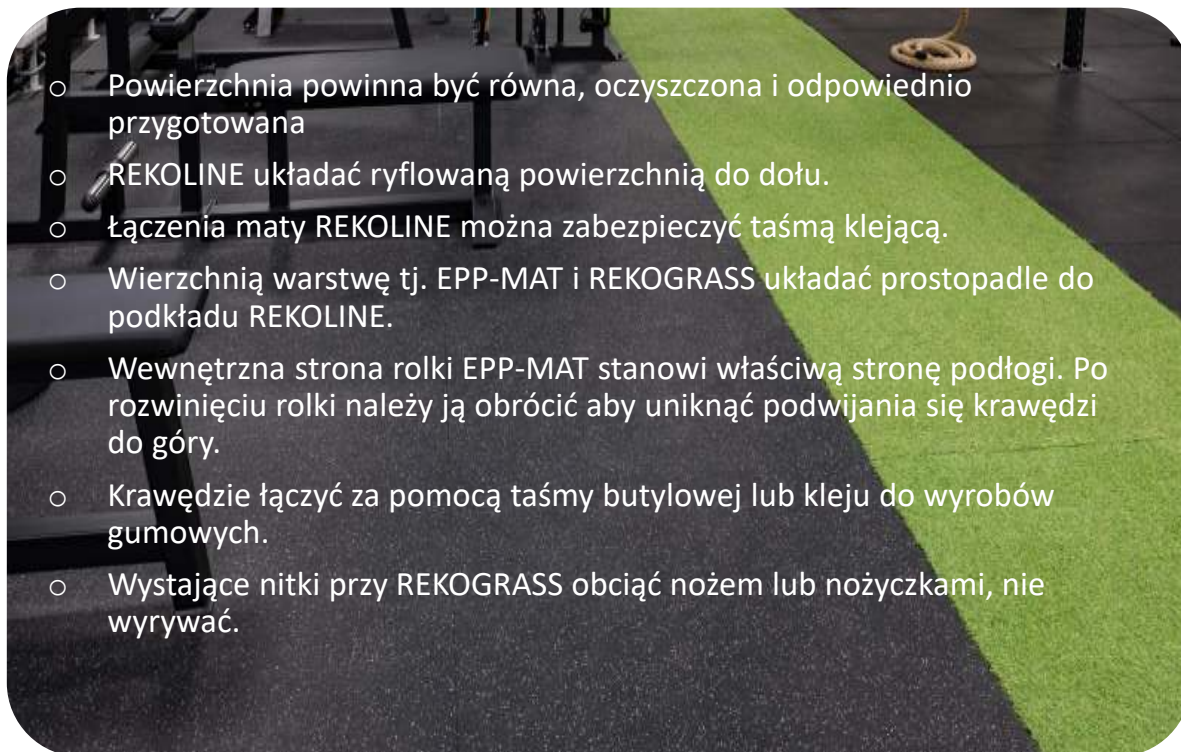 o Powierzchnia powinna być równa, oczyszczona i odpowiednio
przygotowana
o REKOLINE układać ryflowaną powierzchnią do dołu.
o Łączenia maty REKOLINE można zabezpieczyć taśmą klejącą.
o Wierzchnią warstwę tj. EPP-MAT i REKOGRASS układać prostopadle do
podkładu REKOLINE.
o Wewnętrzna strona rolki EPP-MAT stanowi właściwą stronę podłogi. Po
rozwinięciu rolki należy ją obrócić aby uniknąć podwijania się krawędzi
do góry.
o Krawędzie łączyć za pomocą taśmy butylowej lub kleju do wyrobów
gumowych.
o Wystające nitki przy REKOGRASS obciąć nożem lub nożyczkami, nie
wyrywać.